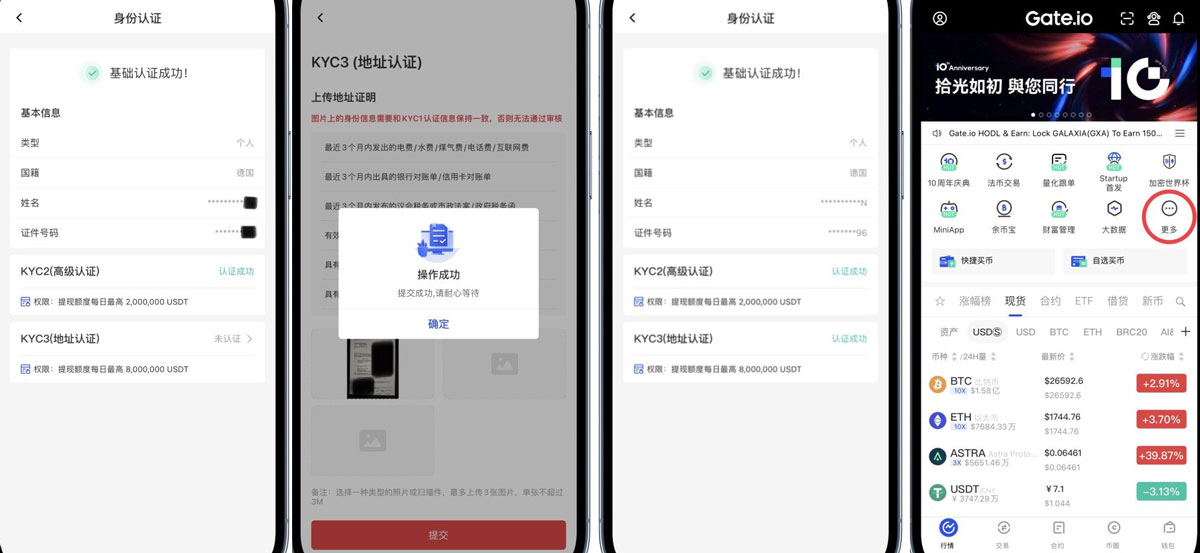 身份认证
基础认证成功!
基本信息
类型
个人
国籍
德国
姓名
********
证件号码
*****
KYC2(高级认证)
认证成功
权限: 提现额度每日最高 2,000,000 USDT
KYC3(地址认证)
未认证
权限: 提现额度每日最高 8,000,000 USDT
KYC3 (地址认证)
上传地址证明
图片上的身份信息需要和KYC1认证信息保持一致，否则无法通过审核
最近3个月内发出的电费/水费/煤气费/电话费/互联网费
最近3个月内出具的银行对账单/信用卡对账单
最近3个月内发布的议会税务或市政法案/政府税务函
有效
具有
具有
操作成功
提交成功,请耐心等待
确定
备注: 选择一种类型的照片或扫描件，最多上传3张图片，单张不超过
3M
提交
身份认证
基础认证成功!
基本信息
类型
个人
国籍
德国
姓名
**********N
证件号码
*******96
KYC2(高级认证)
认证成功
权限: 提现额度每日最高 2,000,000 USDT
KYC3(地址认证)
认证成功
权限: 提现额度每日最高 8,000,000 USDT
Gate.io
10th Anniversary
拾光如初 與您同行
10
Gate.io HODL & Earn: Lock GALAXIA(GXA) To Earn 150...
10周年庆典
法币交易
量化跟单
Startup
首发
加密世界杯
MiniApp
余币宝
财富管理
大数据
更多
快捷买币
自选买币
涨幅榜
现货
合约
ETF
借贷
新币
资产
USDⓈ
USD
BTC
ETH
BRC20
AI&
币种
/24H量
最新价
涨跌幅
BTC 比特币
10X $1.58亿
$26592.6
$26592.6
+2.91%
ETH 以太币
10X $7684.33万
$1744.76
$1744.76
+3.70%
ASTRA Astra Proto...
3X $5651.46万
$0.06461
$0.06461
+39.87%
USDT/CNY
¥ 3747.29万
¥7.1
$1.044
-3.13%
行情
交易
合约
币圈
钱包